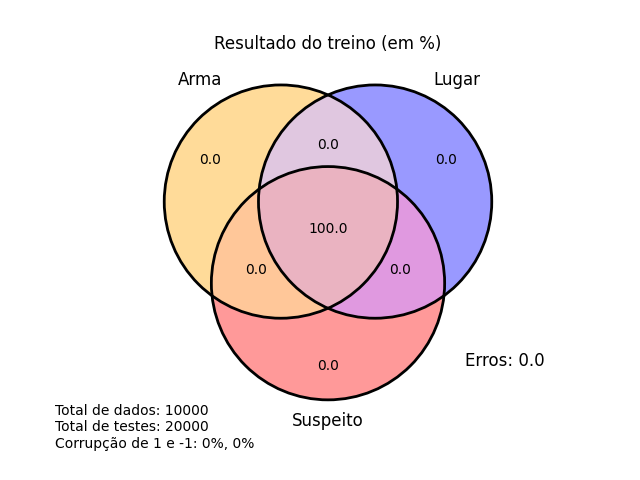 Resultado do treino (em %)
Arma
Lugar
0.0
0.0
0.0
100.0
0.0
0.0
0.0
Erros: 0.0
Suspeito
Total de dados: 10000
Total de testes: 20000
Corrupção de 1 e -1: 0%, 0%